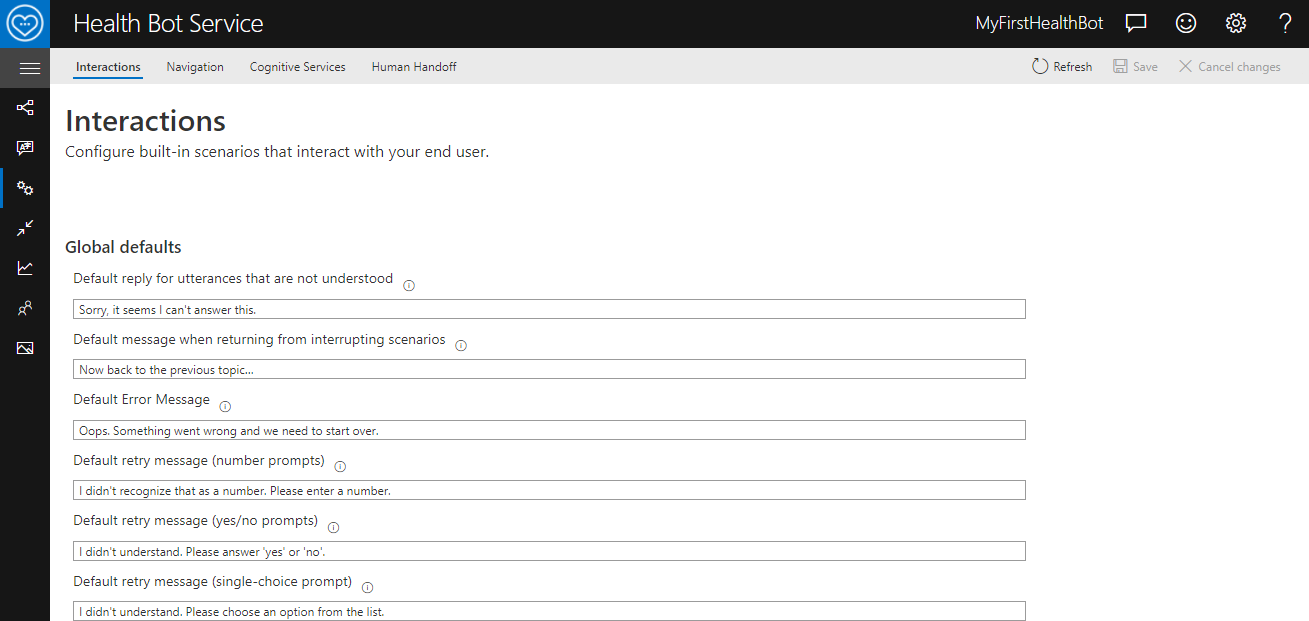 Health Bot Service
MyFirstHealthBot
Interactions Navigation Cognitive Services Human Handoff
Refresh Save Cancel changes
Interactions
Configure built-in scenarios that interact with your end user.
Global defaults
Default reply for utterances that are not understood
Sorry, it seems I can't answer this.
Default message when returning from interrupting scenarios
Now back to the previous topic...
Default Error Message
Oops. Something went wrong and we need to start over.
Default retry message (number prompts)
I didn't recognize that as a number. Please enter a number.
Default retry message (yes/no prompts)
I didn't understand. Please answer 'yes' or 'no'.
Default retry message (single-choice prompt)
I didn't understand. Please choose an option from the list.